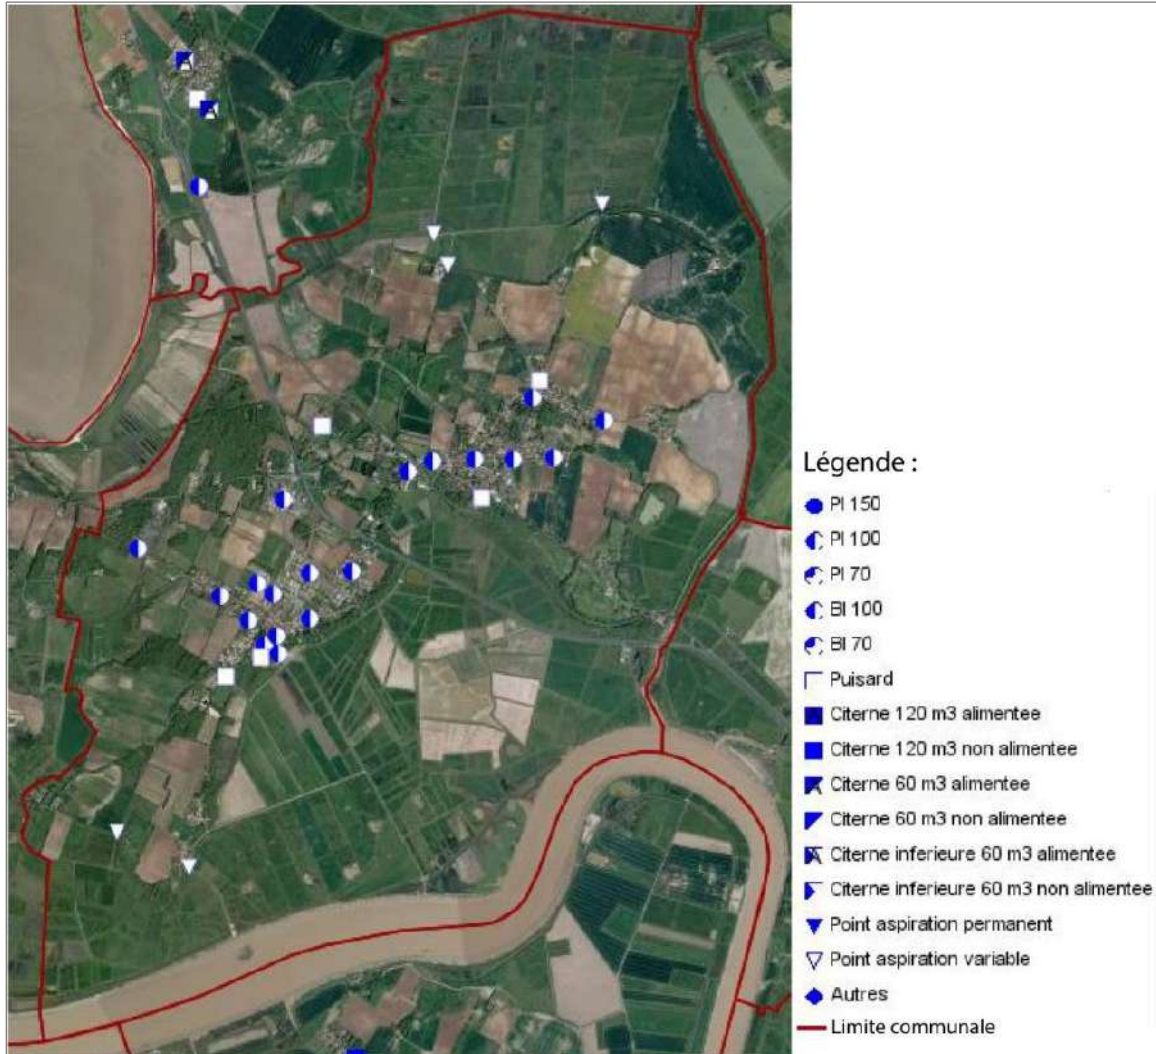 Légende :
PI 150
PI 100
PI 70
BI 100
BI 70
Puisard
Citerne 120 m3 alimentee
Citerne 120 m3 non alimentee
Citerne 60 m3 alimentee
Citerne 60 m3 non alimentee
Citerne inferieure 60 m3 alimentee
Citerne inferieure 60 m3 non alimentee
Point aspiration permanent
Point aspiration variable
Autres
Limite communale